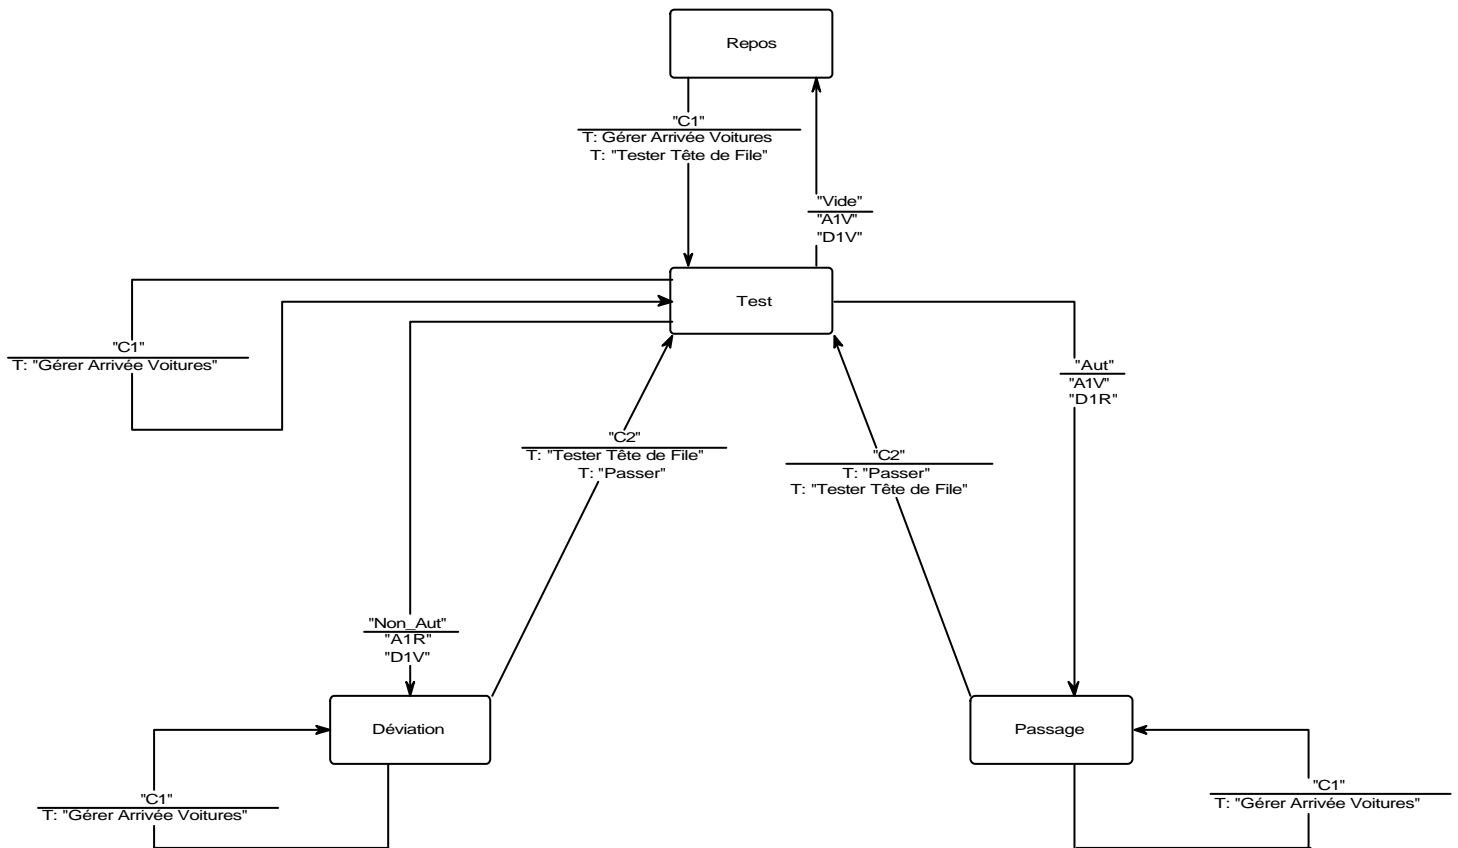 Repos
"C1"
T: Gérer Arrivée Voitures
T: "Tester Tête de File"
"Vide"
"A1V"
"D1V"
Test
"C1"
T: "Gérer Arrivée Voitures"
"Aut"
"A1V"
"D1R"
"C2"
T: "Tester Tête de File"
T: "Passer"
"C2"
T: "Passer"
T: "Tester Tête de File"
"Non_Aut"
"A1R"
"D1V"
Déviation
Passage
"C1"
T: "Gérer Arrivée Voitures"
"C1"
T: "Gérer Arrivée Voitures"